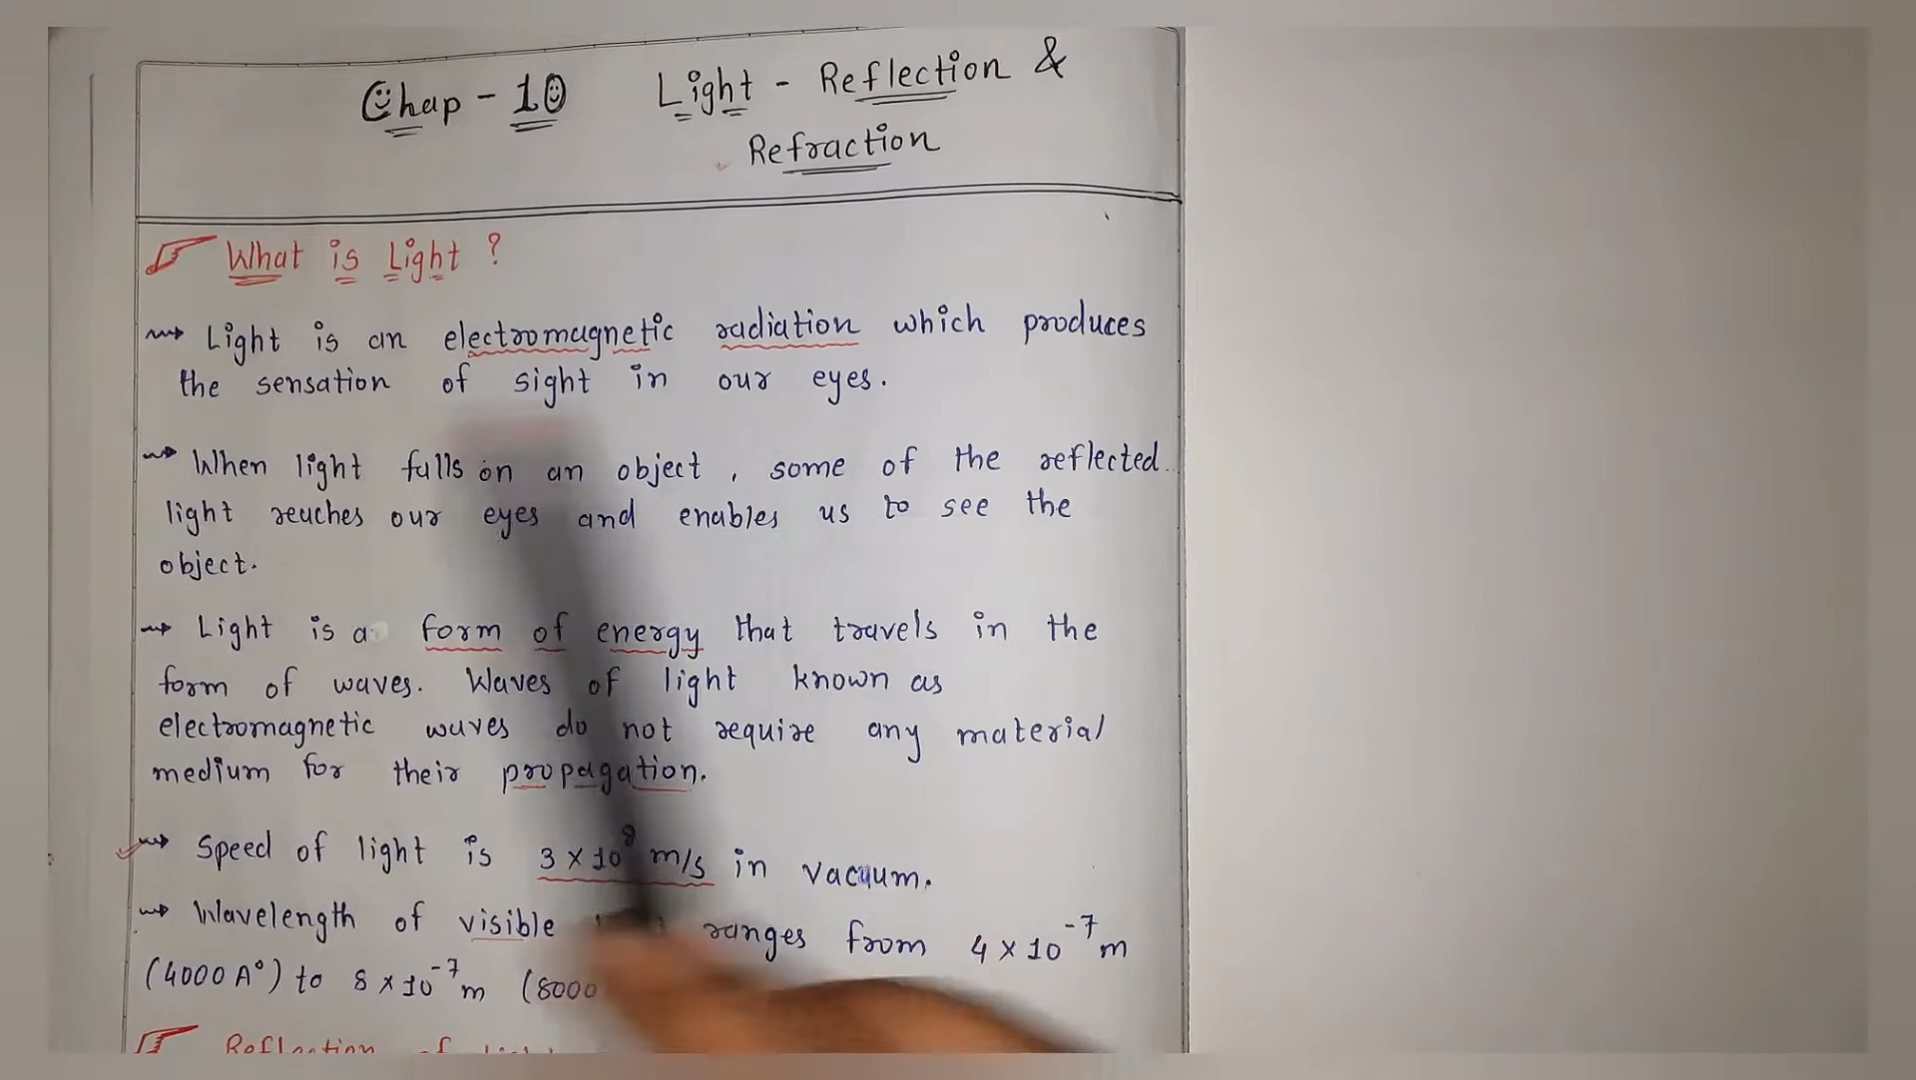 Chap - 10 Light - Reflection &
Refraction
What is Light ?
Light is an electromagnetic radiation which produces
the sensation of sight in our eyes.
When light falls on an object , some of the reflected
light reaches our eyes and enables us to see the
object.
Light is a form of energy that travels in the
form of waves. Waves of light known as
electromagnetic waves do not require any material
medium for their propagation.
Speed of light is 3 x 10⁸ m/s in vacuum.
Wavelength of visible ranges from 4 x 10⁻⁷ m
(4000 A°) to 8 x 10⁻⁷ m (8000
Reflection of